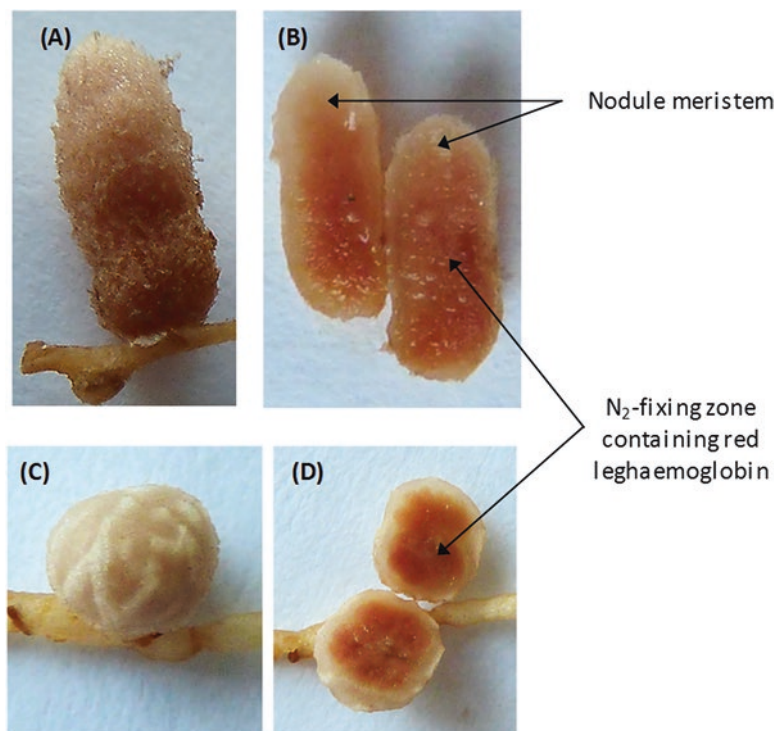 (A)
(B)
Nodule meristem
N₂-fixing zone
containing red
leghaemoglobin
(C)
(D)